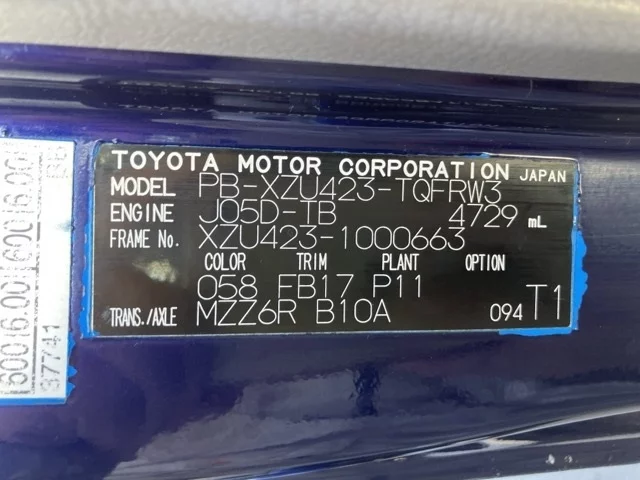 TOYOTA MOTOR CORPORATION JAPAN
MODEL PB-XZU423-TQFRW3
ENGINE J05D-TB 4729 mL
FRAME No. XZU423-1000663
COLOR TRIM PLANT OPTION
058 FB17 P11
TRANS./AXLE MZZ6R B10A 094 T1
37741